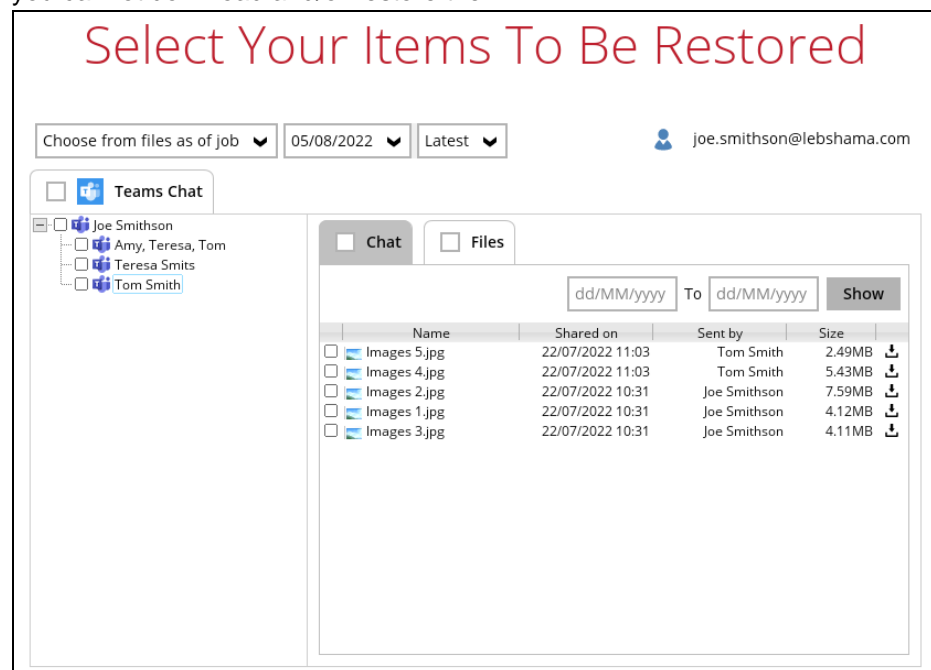 Select Your Items To Be Restored
Choose from files as of job 05/08/2022 Latest joe.smithson@lebshama.com
Teams Chat
Joe Smithson
Amy, Teresa, Tom
Teresa Smits
Tom Smith
Chat Files
dd/MM/yyyy To dd/MM/yyyy Show
Name Shared on Sent by Size
Images 5.jpg 22/07/2022 11:03 Tom Smith 2.49MB
Images 4.jpg 22/07/2022 11:03 Tom Smith 5.43MB
Images 2.jpg 22/07/2022 10:31 Joe Smithson 7.59MB
Images 1.jpg 22/07/2022 10:31 Joe Smithson 4.12MB
Images 3.jpg 22/07/2022 10:31 Joe Smithson 4.11MB